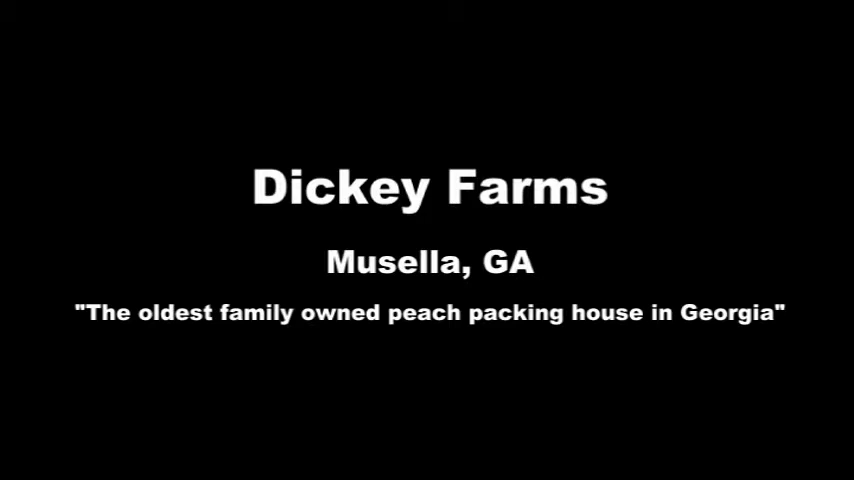 Dickey Farms
Musella, GA
"The oldest family owned peach packing house in Georgia"